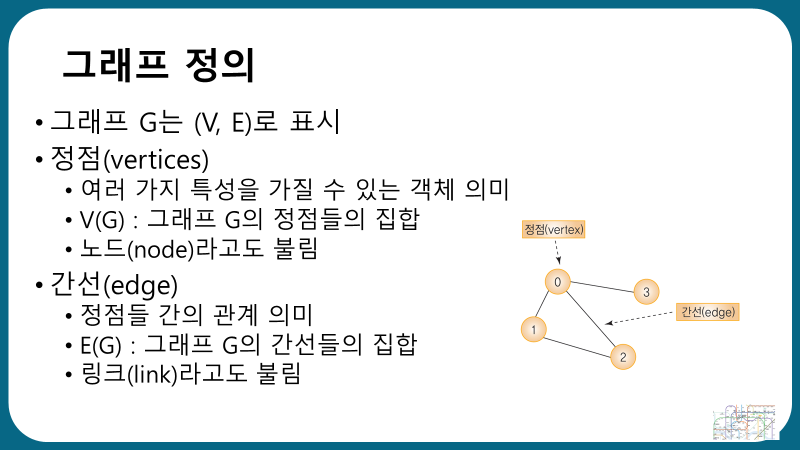 그래프 정의
• 그래프 G는 (V, E)로 표시
• 정점(vertices)
• 여러 가지 특성을 가질 수 있는 객체 의미
• V(G) : 그래프 G의 정점들의 집합
• 노드(node)라고도 불림
• 간선(edge)
• 정점들 간의 관계 의미
• E(G) : 그래프 G의 간선들의 집합
• 링크(link)라고도 불림
정점(vertex)
0
3
간선(edge)
1
2